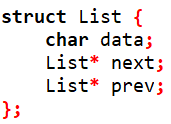 struct List {
    char data;
    List* next;
    List* prev;
};